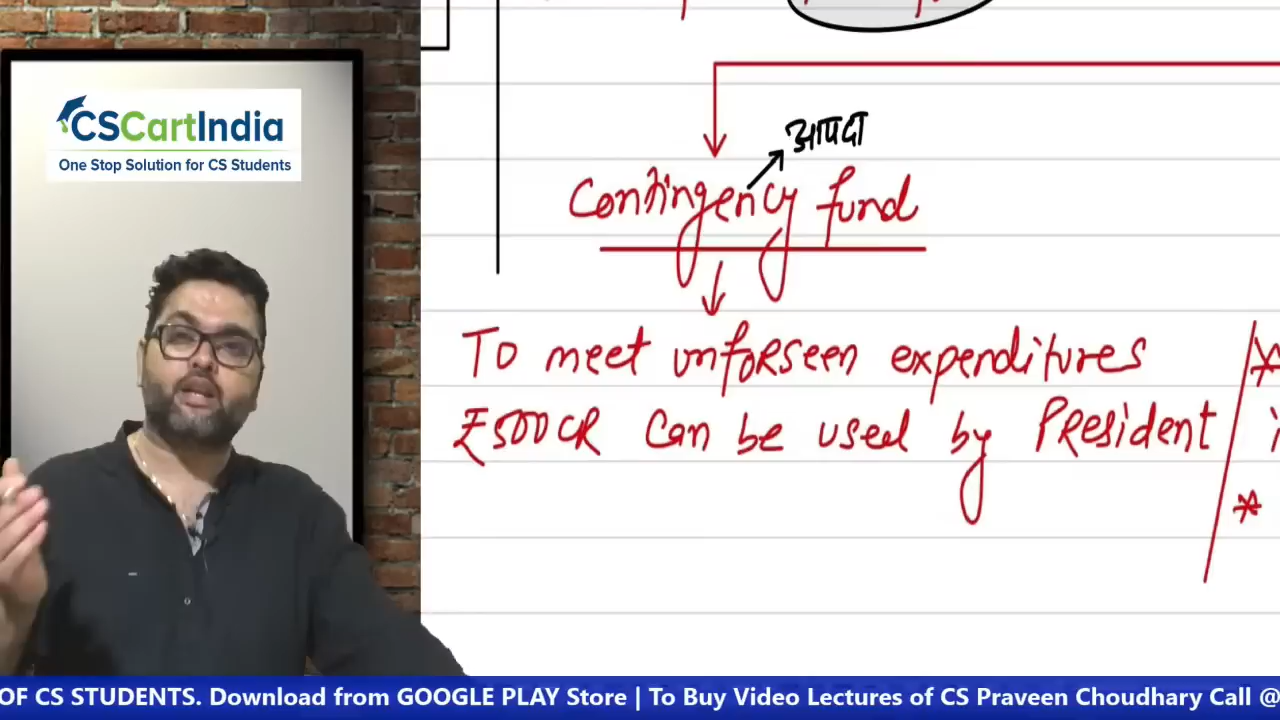 CSCartIndia
One Stop Solution for CS Students
आपदा
Contingency fund
To meet unforseen expenditures
₹500CR can be used by President
OF CS STUDENTS. Download from GOOGLE PLAY Store | To Buy Video Lectures of CS Praveen Choudhary Call @